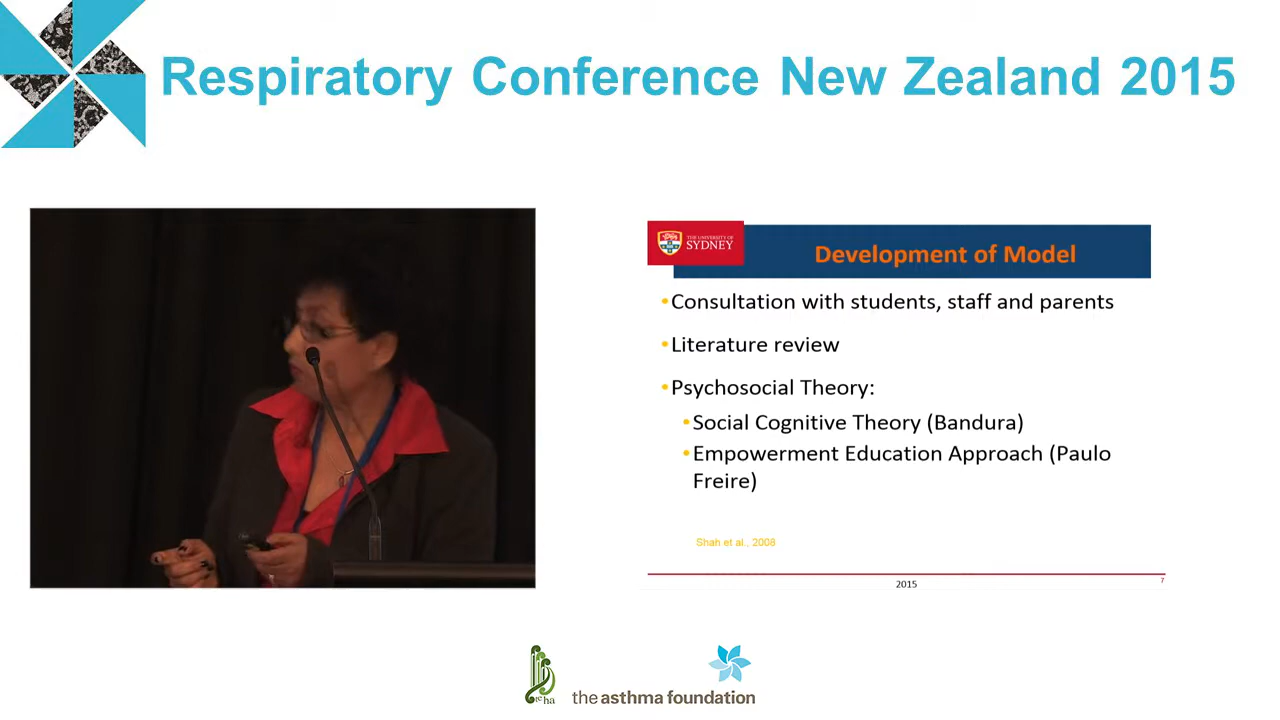 Respiratory Conference New Zealand 2015
THE UNIVERSITY OF
SYDNEY
Development of Model
•Consultation with students, staff and parents
•Literature review
•Psychosocial Theory:
•Social Cognitive Theory (Bandura)
•Empowerment Education Approach (Paulo
Freire)
Shah et al., 2008
2015
7
te ha
the asthma foundation